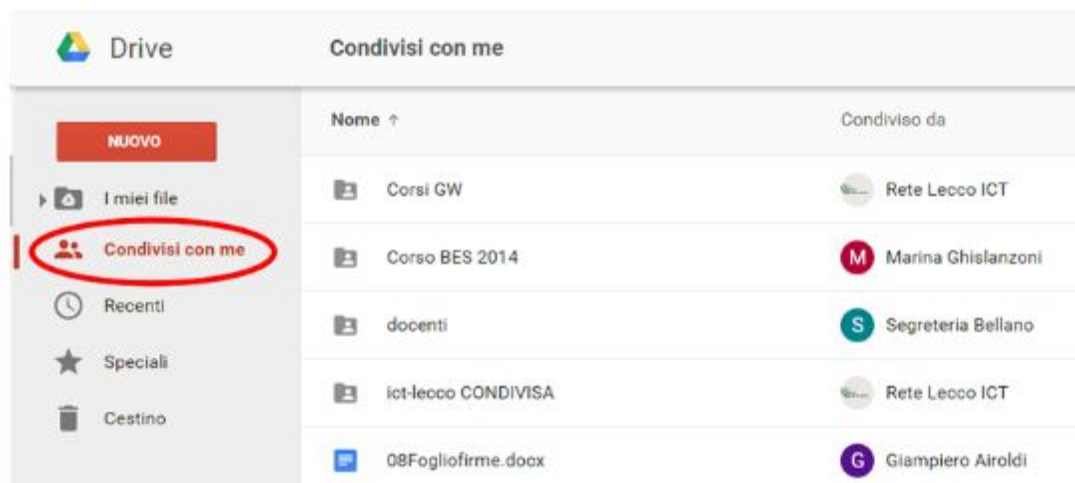 Drive
Condivisi con me
NUOVO
I miei file
Condivisi con me
Recenti
Speciali
Cestino
Nome ↑ Condiviso da
Corsi GW Rete Lecco ICT
Corso BES 2014 M Marina Ghislanzoni
docenti S Segreteria Bellano
ict-lecco CONDIVISA Rete Lecco ICT
08Fogliofirme.docx G Giampiero Airoldi